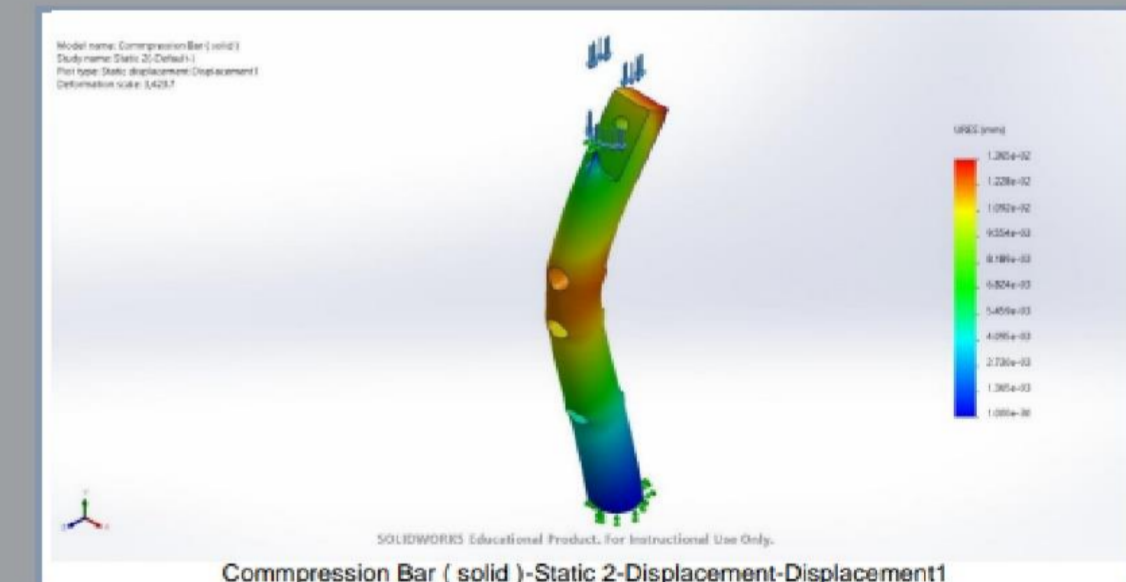 Model name: Commpression Bar ( solid )
Study name: Static 2(-Default-)
Plot type: Static displacement Displacement1
Deformation scale: 3,429.7
URES (mm)
1.365e-02
1.228e-02
1.092e-02
9.554e-03
8.189e-03
6.824e-03
5.459e-03
4.095e-03
2.730e-03
1.365e-03
1.000e-30
SOLIDWORKS Educational Product. For Instructional Use Only.
Commpression Bar ( solid )-Static 2-Displacement-Displacement1